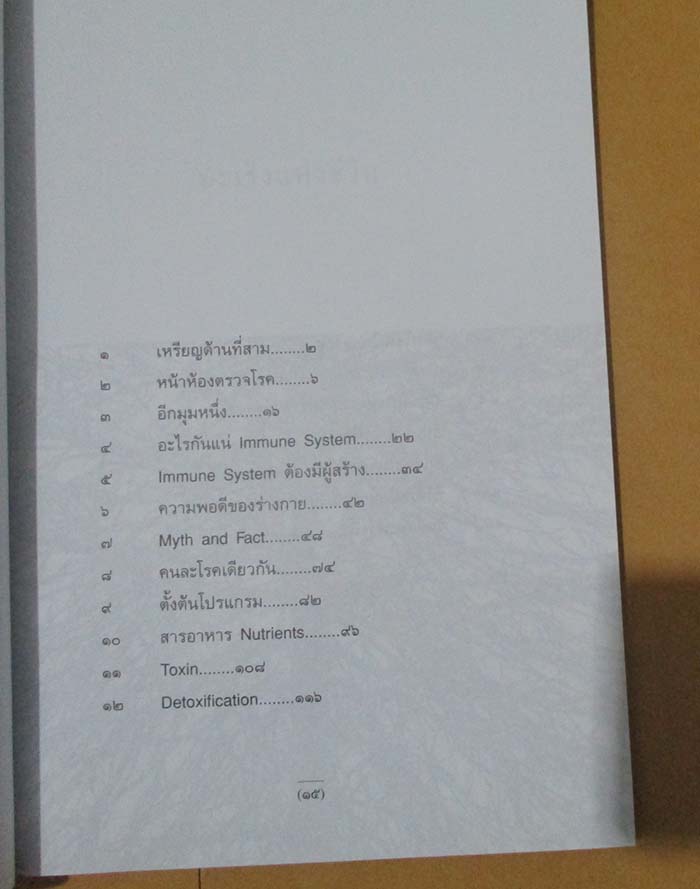 ๑ เหรียญด้านที่สาม........๒
๒ หน้าห้องตรวจโรค........๖
๓ อีกมุมหนึ่ง........๑๖
๔ อะไรกันแน่ Immune System........๒๒
๕ Immune System ต้องมีผู้สร้าง........๓๔
๖ ความพอดีของร่างกาย........๔๒
๗ Myth and Fact........๔๘
๘ คนละโรคเดียวกัน........๗๔
๙ ตั้งต้นโปรแกรม........๘๒
๑๐ สารอาหาร Nutrients........๙๖
๑๑ Toxin........๑๐๘
๑๒ Detoxification........๑๑๖
(๑๕)